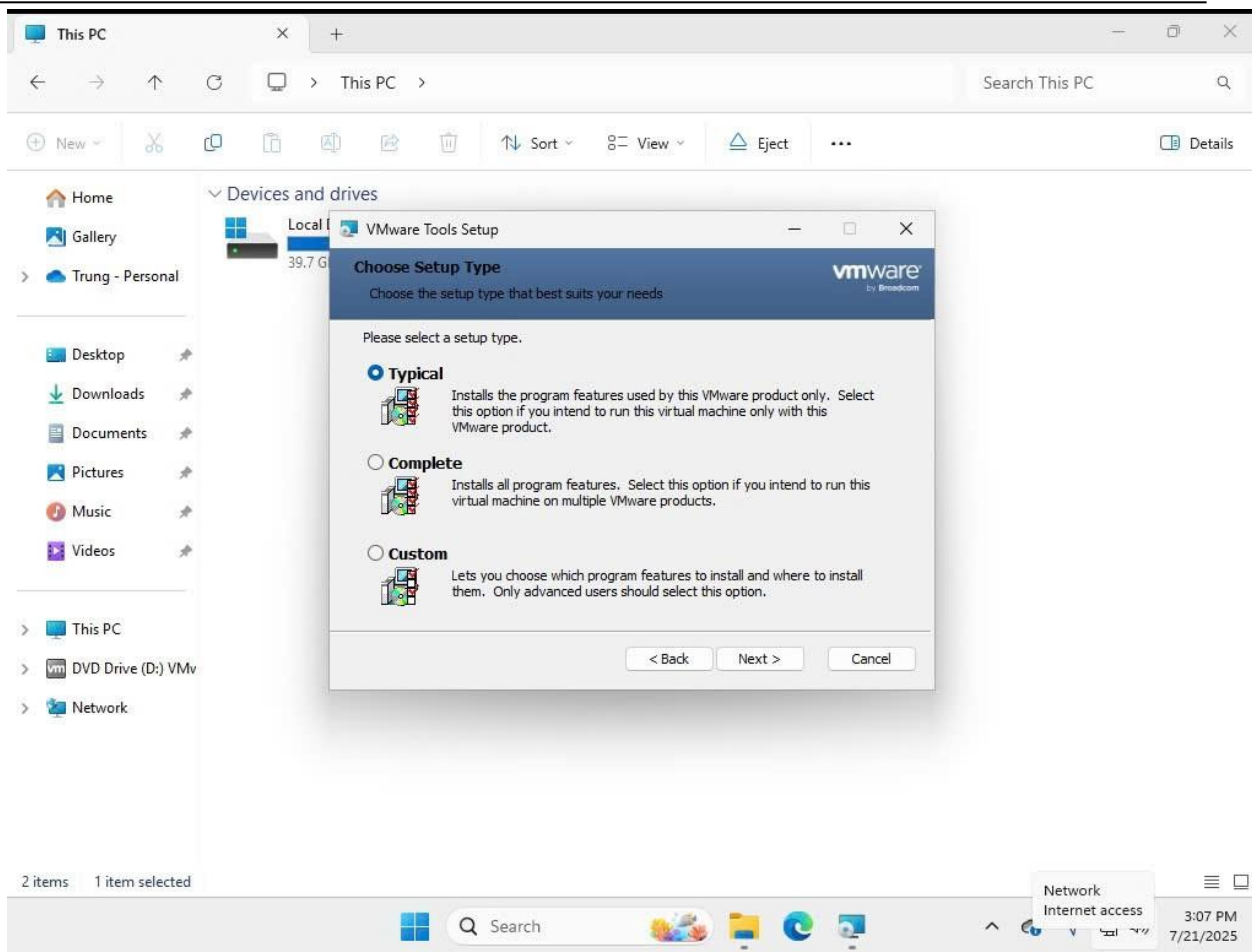 This PC
This PC
Search This PC
New
Sort
View
Eject
Details
Home
Gallery
Trung - Personal
Desktop
Downloads
Documents
Pictures
Music
Videos
This PC
DVD Drive (D:) VMw
Network
Devices and drives
Local
39.7 G
VMware Tools Setup
Choose Setup Type
Choose the setup type that best suits your needs
vmware
by Broadcom
Please select a setup type.
Typical
Installs the program features used by this VMware product only. Select
this option if you intend to run this virtual machine only with this
VMware product.
Complete
Installs all program features. Select this option if you intend to run this
virtual machine on multiple VMware products.
Custom
Lets you choose which program features to install and where to install
them. Only advanced users should select this option.
< Back
Next >
Cancel
2 items 1 item selected
Search
Network
Internet access
3:07 PM
7/21/2025